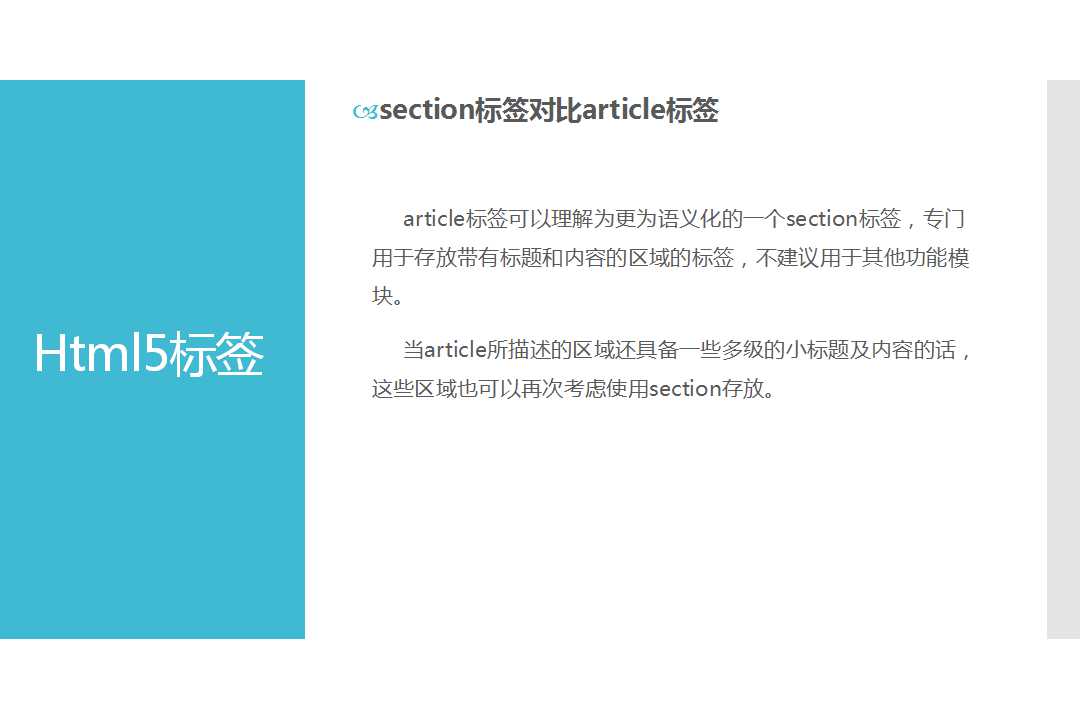 Html5标签
section标签对比article标签
article标签可以理解为更为语义化的一个section标签，专门
用于存放带有标题和内容的区域的标签，不建议用于其他功能模
块。
当article所描述的区域还具备一些多级的小标题及内容的话，
这些区域也可以再次考虑使用section存放。